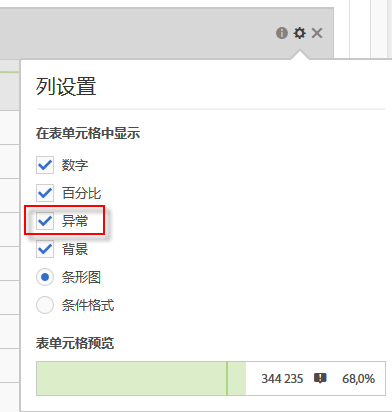 列设置
在表单元格中显示
数字
百分比
异常
背景
条形图
条件格式
表单元格预览
344 235 68,0%